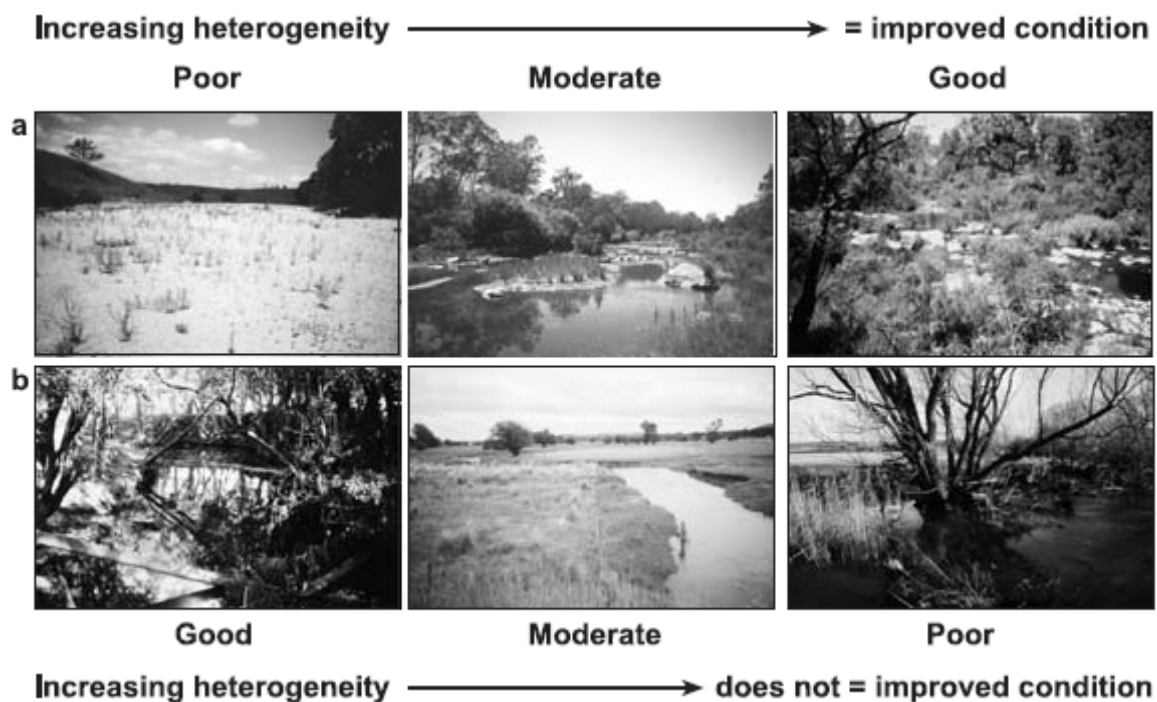 Increasing heterogeneity = improved condition
Poor Moderate Good
a
b
Good Moderate Poor
Increasing heterogeneity does not = improved condition